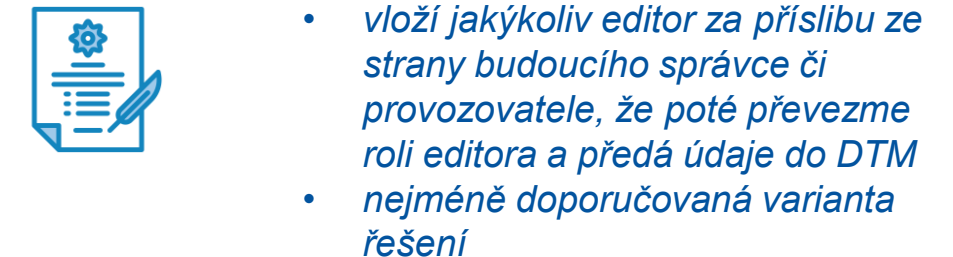 • vloží jakýkoliv editor za příslibu ze
strany budoucího správce či
provozovatele, že poté převezme
roli editora a předá údaje do DTM
• nejméně doporučovaná varianta
řešení